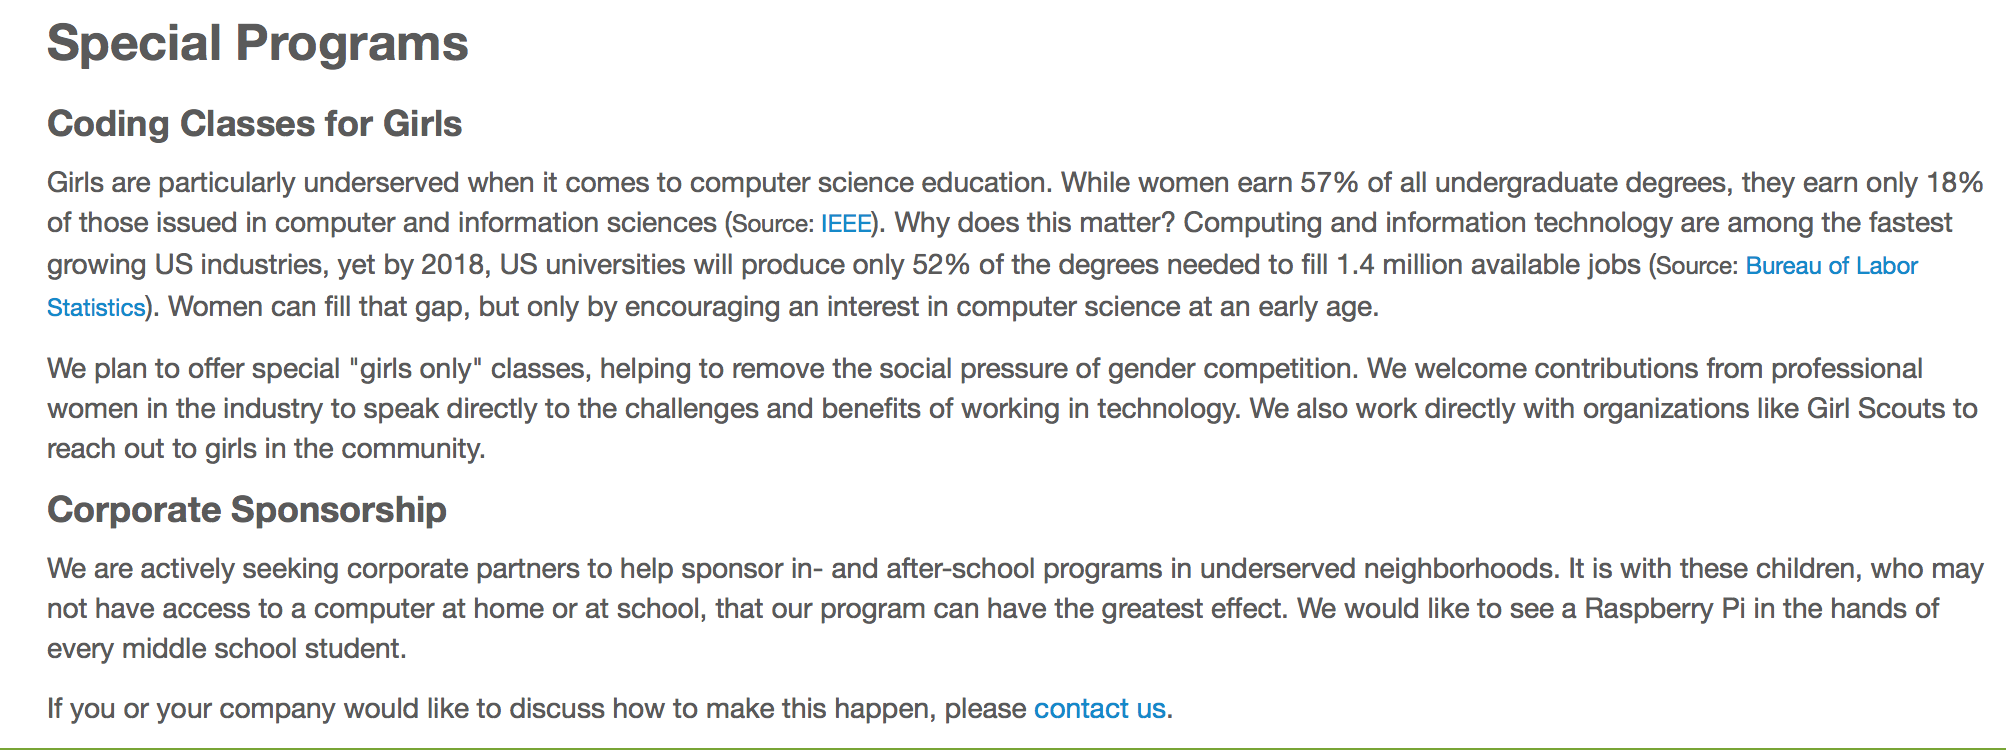 Special Programs
Coding Classes for Girls
Girls are particularly underserved when it comes to computer science education. While women earn 57% of all undergraduate degrees, they earn only 18%
of those issued in computer and information sciences (Source: IEEE). Why does this matter? Computing and information technology are among the fastest
growing US industries, yet by 2018, US universities will produce only 52% of the degrees needed to fill 1.4 million available jobs (Source: Bureau of Labor
Statistics). Women can fill that gap, but only by encouraging an interest in computer science at an early age.
We plan to offer special "girls only" classes, helping to remove the social pressure of gender competition. We welcome contributions from professional
women in the industry to speak directly to the challenges and benefits of working in technology. We also work directly with organizations like Girl Scouts to
reach out to girls in the community.
Corporate Sponsorship
We are actively seeking corporate partners to help sponsor in- and after-school programs in underserved neighborhoods. It is with these children, who may
not have access to a computer at home or at school, that our program can have the greatest effect. We would like to see a Raspberry Pi in the hands of
every middle school student.
If you or your company would like to discuss how to make this happen, please contact us.